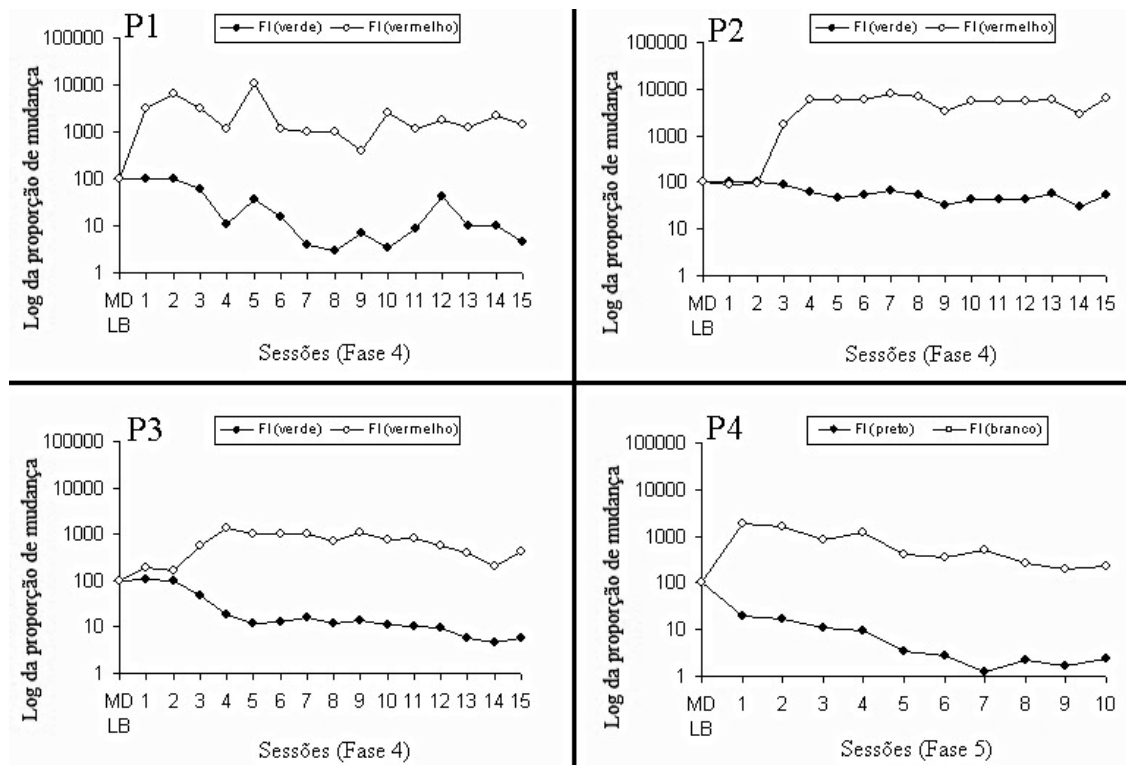 P1
FI(verde) FI(vermelho)
Log da proporção de mudança
100000
10000
1000
100
10
1
MD 1 2 3 4 5 6 7 8 9 10 11 12 13 14 15
LB
Sessões (Fase 4)
P2
FI(verde) FI(vermelho)
Log da proporção de mudança
100000
10000
1000
100
10
1
MD 1 2 3 4 5 6 7 8 9 10 11 12 13 14 15
LB
Sessões (Fase 4)
P3
FI(verde) FI(vermelho)
Log da proporção de mudança
100000
10000
1000
100
10
1
MD 1 2 3 4 5 6 7 8 9 10 11 12 13 14 15
LB
Sessões (Fase 4)
P4
FI(preto) FI(branco)
Log da proporção de mudança
100000
10000
1000
100
10
1
MD 1 2 3 4 5 6 7 8 9 10
LB
Sessões (Fase 5)